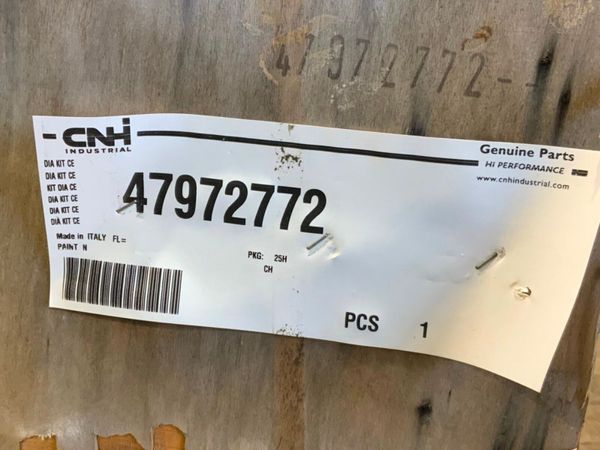 47972772-
CNH
INDUSTRIAL
Genuine Parts
HI PERFORMANCE
www.cnhindustrial.com
DIA KIT CE
DIA KIT CE
KIT DIA CE
DIA KIT CE
DIA KIT CE
DIA KIT CE
47972772
Made in ITALY FL=
PAINT N
PKG: 25H
CH
PCS 1